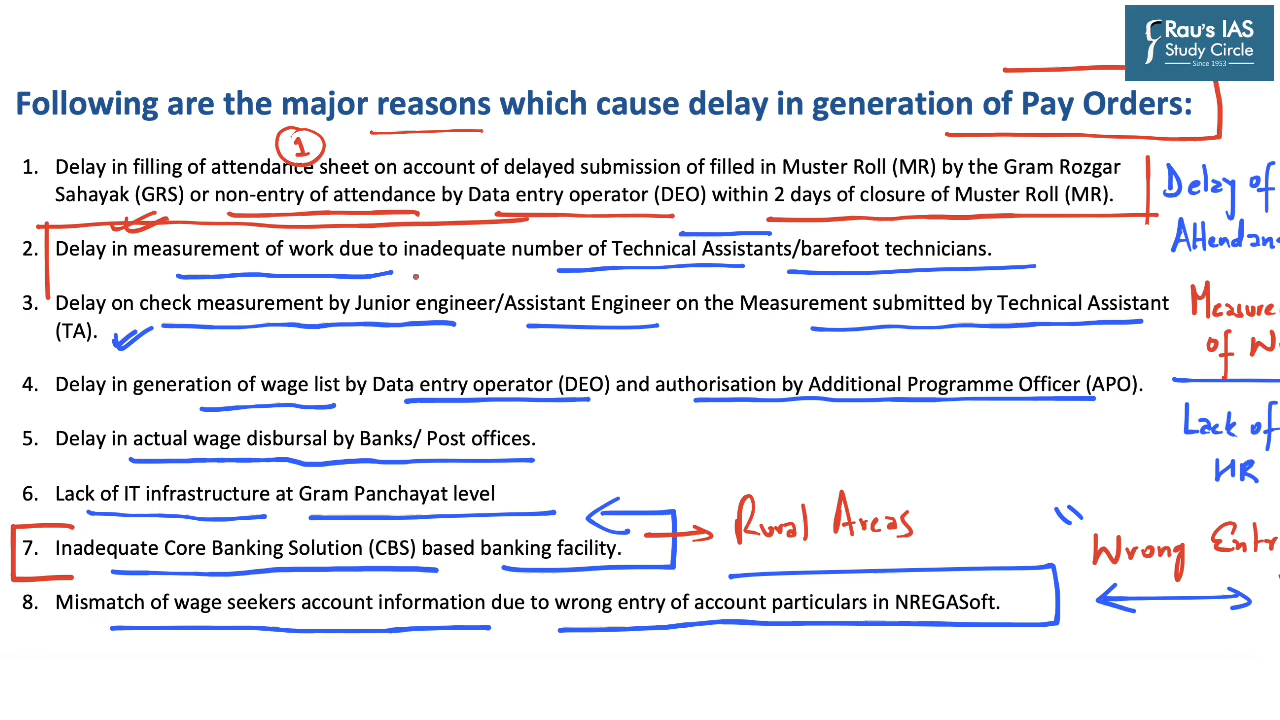 Rau's IAS
Study Circle
Since 1953
Following are the major reasons which cause delay in generation of Pay Orders:
1
1. Delay in filling of attendance sheet on account of delayed submission of filled in Muster Roll (MR) by the Gram Rozgar
Sahayak (GRS) or non-entry of attendance by Data entry operator (DEO) within 2 days of closure of Muster Roll (MR).
Delay of
Attendan
2. Delay in measurement of work due to inadequate number of Technical Assistants/barefoot technicians.
3. Delay on check measurement by Junior engineer/Assistant Engineer on the Measurement submitted by Technical Assistant
(TA).
Measure
of W
4. Delay in generation of wage list by Data entry operator (DEO) and authorisation by Additional Programme Officer (APO).
5. Delay in actual wage disbursal by Banks/ Post offices.
Lack of
HR
6. Lack of IT infrastructure at Gram Panchayat level
Rural Areas
7. Inadequate Core Banking Solution (CBS) based banking facility.
Wrong Entr
8. Mismatch of wage seekers account information due to wrong entry of account particulars in NREGASoft.